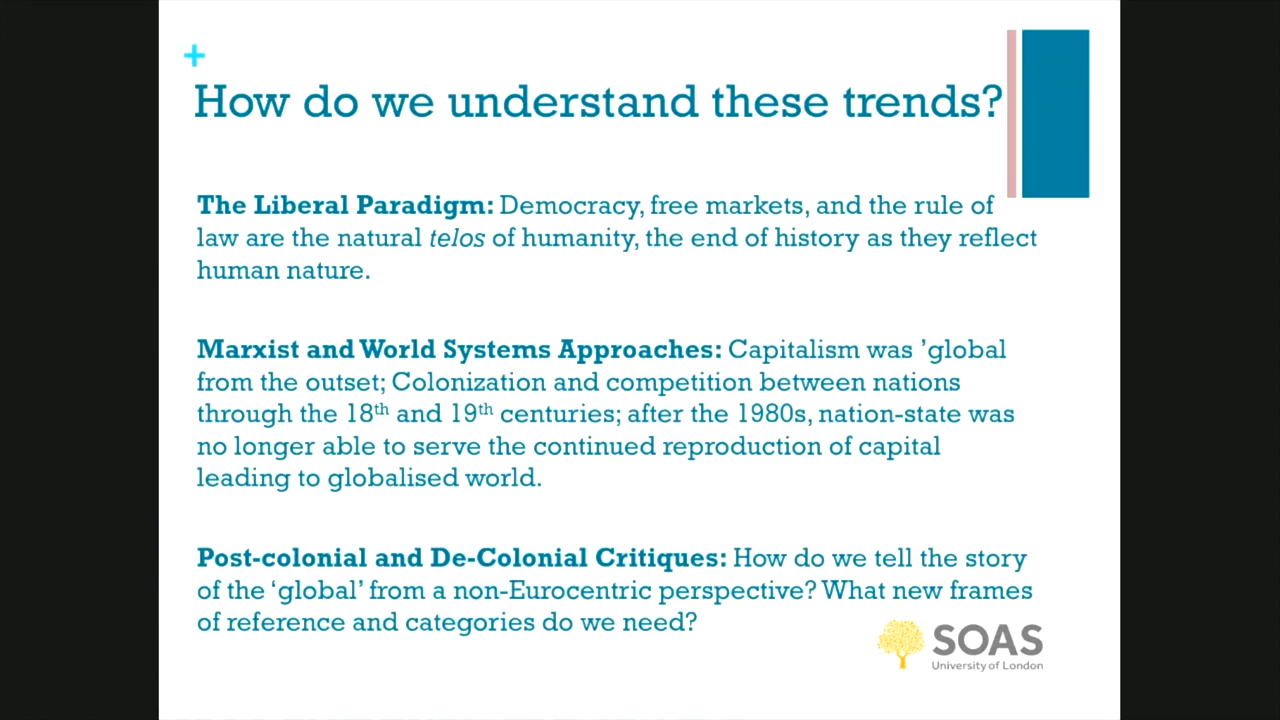 +
How do we understand these trends?
The Liberal Paradigm: Democracy, free markets, and the rule of
law are the natural telos of humanity, the end of history as they reflect
human nature.
Marxist and World Systems Approaches: Capitalism was ’global
from the outset; Colonization and competition between nations
through the 18th and 19th centuries; after the 1980s, nation-state was
no longer able to serve the continued reproduction of capital
leading to globalised world.
Post-colonial and De-Colonial Critiques: How do we tell the story
of the ‘global’ from a non-Eurocentric perspective? What new frames
of reference and categories do we need?
SOAS
University of London